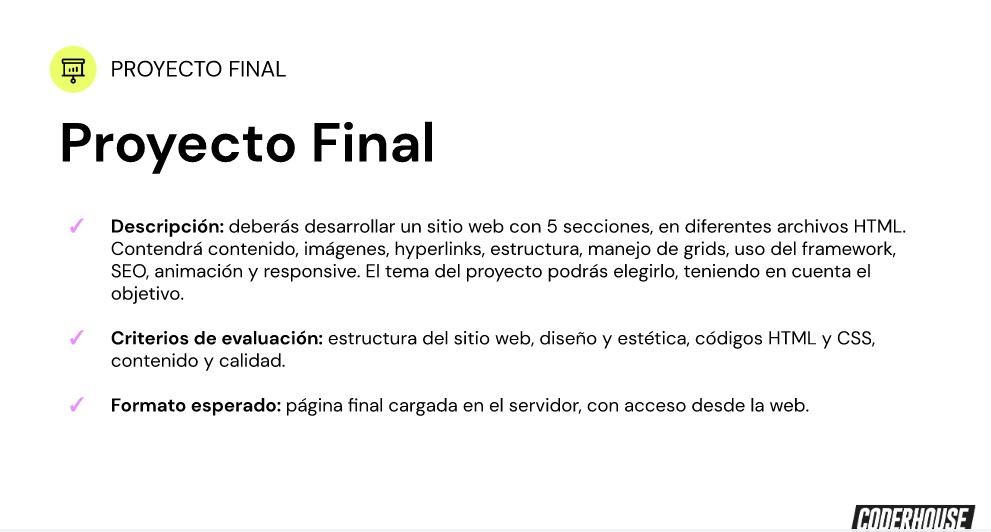 PROYECTO FINAL
Proyecto Final
✓ Descripción: deberás desarrollar un sitio web con 5 secciones, en diferentes archivos HTML.
Contendrá contenido, imágenes, hyperlinks, estructura, manejo de grids, uso del framework,
SEO, animación y responsive. El tema del proyecto podrás elegirlo, teniendo en cuenta el
objetivo.
✓ Criterios de evaluación: estructura del sitio web, diseño y estética, códigos HTML y CSS,
contenido y calidad.
✓ Formato esperado: página final cargada en el servidor, con acceso desde la web.
CODERHOUSE